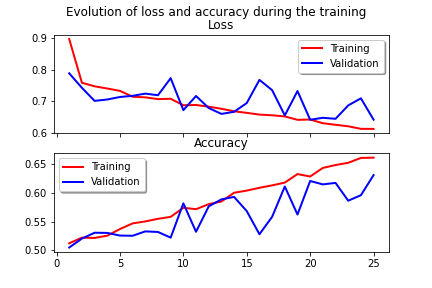 Evolution of loss and accuracy during the training
Loss
0.9
0.8
0.7
0.6
Training
Validation
Accuracy
0.65
0.60
0.55
0.50
Training
Validation
0 5 10 15 20 25